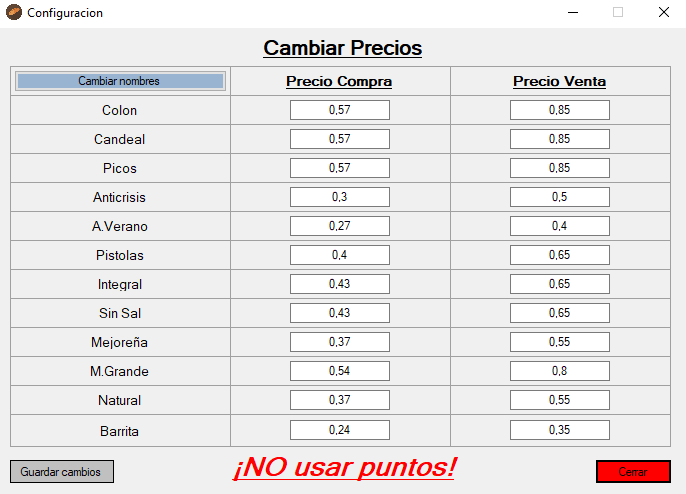 Configuracion
Cambiar Precios
Cambiar nombres Precio Compra Precio Venta
Colon 0,57 0,85
Candeal 0,57 0,85
Picos 0,57 0,85
Anticrisis 0,3 0,5
A.Verano 0,27 0,4
Pistolas 0,4 0,65
Integral 0,43 0,65
Sin Sal 0,43 0,65
Mejoreña 0,37 0,55
M.Grande 0,54 0,8
Natural 0,37 0,55
Barrita 0,24 0,35
Guardar cambios ¡NO usar puntos! Cerrar